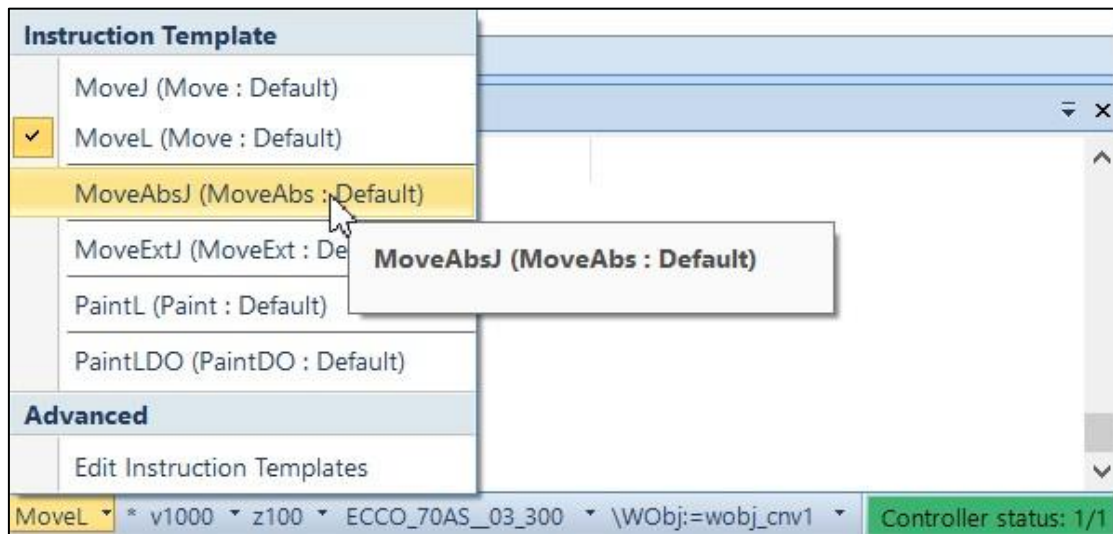 Instruction Template
MoveJ (Move : Default)
MoveL (Move : Default)
MoveAbsJ (MoveAbs : Default)
MoveExtJ (MoveExt : De
MoveAbsJ (MoveAbs : Default)
PaintL (Paint : Default)
PaintLDO (PaintDO : Default)
Advanced
Edit Instruction Templates
MoveL * v1000 z100 ECCO_70AS__03_300 \WObj:=wobj_cnv1 Controller status: 1/1